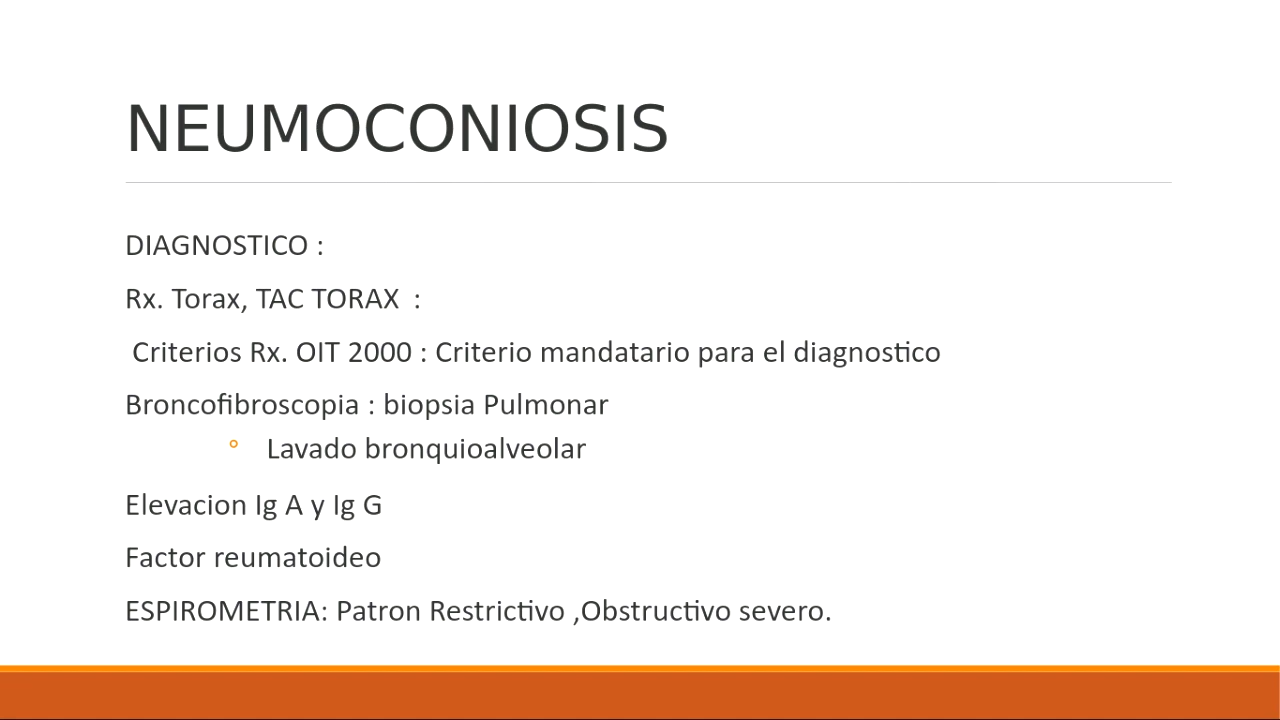 NEUMOCONIOSIS
DIAGNOSTICO :
Rx. Torax, TAC TORAX  :
Criterios Rx. OIT 2000 : Criterio mandatario para el diagnostico
Broncofibroscopia : biopsia Pulmonar
° Lavado bronquioalveolar
Elevacion Ig A y Ig G
Factor reumatoideo
ESPIROMETRIA: Patron Restrictivo ,Obstructivo severo.